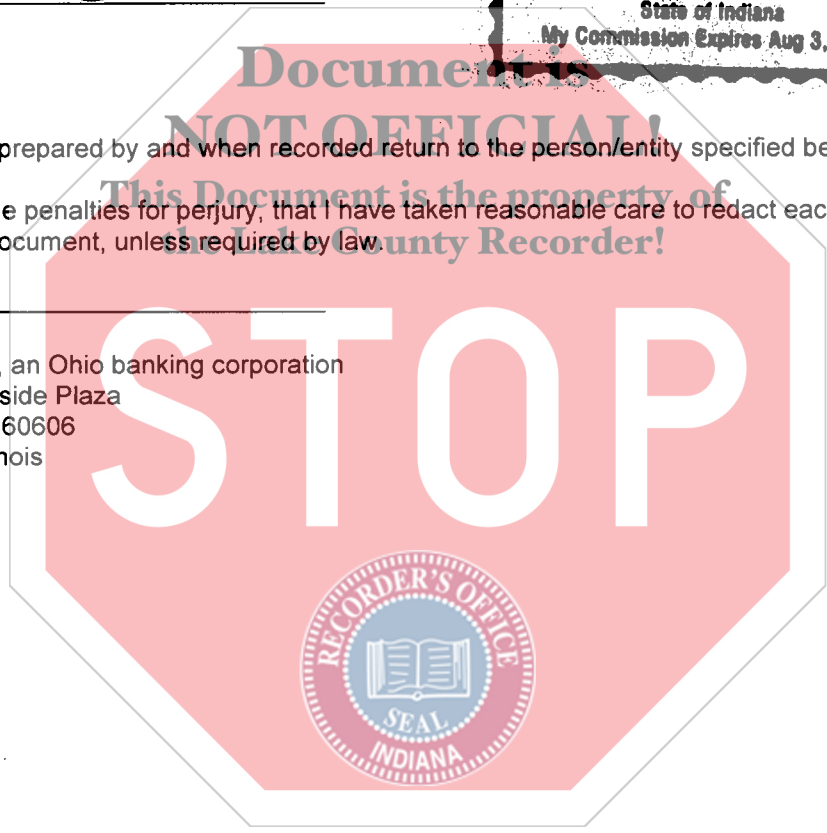 State of Indiana
My Commission Expires Aug 3,
Document is
NOT OFFICIAL!
prepared by and when recorded return to the person/entity specified be
This Document is the property of
e penalties for perjury, that I have taken reasonable care to redact eac
ocument, unless required by law.
the Lake County Recorder!
, an Ohio banking corporation
side Plaza
60606
nois
STOP
RECORDER'S OFFICE
SEAL
INDIANA